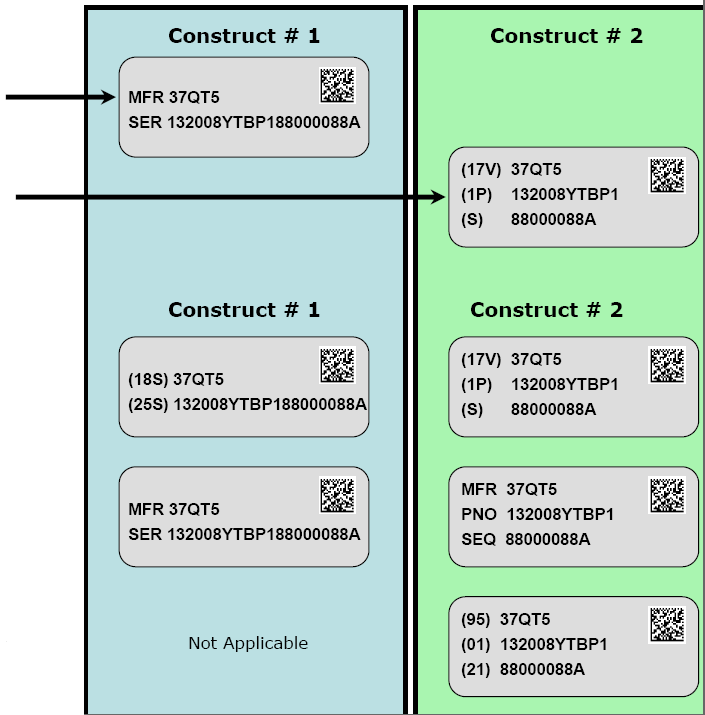 Construct # 1
MFR 37QT5
SER 132008YTBP188000088A
Construct # 2
(17V) 37QT5
(1P) 132008YTBP1
(S) 88000088A
Construct # 1
(18S) 37QT5
(25S) 132008YTBP188000088A
MFR 37QT5
SER 132008YTBP188000088A
Not Applicable
Construct # 2
(17V) 37QT5
(1P) 132008YTBP1
(S) 88000088A
MFR 37QT5
PNO 132008YTBP1
SEQ 88000088A
(95) 37QT5
(01) 132008YTBP1
(21) 88000088A